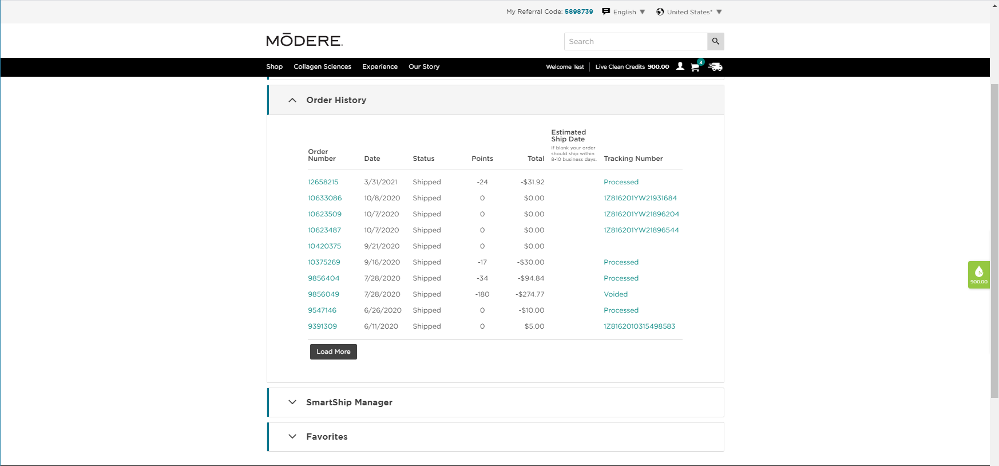 My Referral Code: 5898739 English United States*
MŌDERE.
Search
Shop Collagen Sciences Experience Our Story Welcome Test Live Clean Credits 900.00 3
Order History
Order Number Date Status Points Total Estimated Ship Date If blank your order should ship within 8-10 business days. Tracking Number
12658215 3/31/2021 Shipped -24 -$31.92 Processed
10633086 10/8/2020 Shipped 0 $0.00 1Z816201YW21931684
10623509 10/7/2020 Shipped 0 $0.00 1Z816201YW21896204
10623487 10/7/2020 Shipped 0 $0.00 1Z816201YW21896544
10420375 9/21/2020 Shipped 0 $0.00
10375269 9/16/2020 Shipped -17 -$30.00 Processed
9856404 7/28/2020 Shipped -34 -$94.84 Processed
9856049 7/28/2020 Shipped -180 -$274.77 Voided
9547146 6/26/2020 Shipped 0 -$10.00 Processed
9391309 6/11/2020 Shipped 0 $5.00 1Z8162010315498583
M
900.00
Load More
SmartShip Manager
Favorites